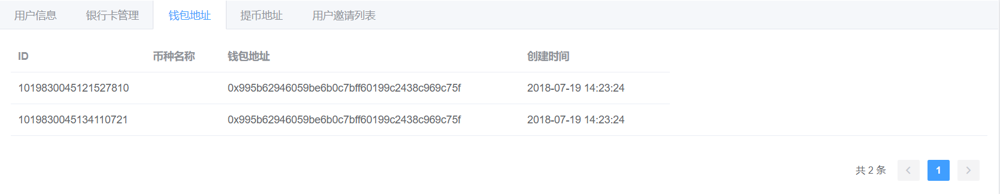 用户信息 银行卡管理 钱包地址 提币地址 用户邀请列表
ID 币种名称 钱包地址 创建时间
1019830045121527810 0x995b62946059be6b0c7bff60199c2438c969c75f 2018-07-19 14:23:24
1019830045134110721 0x995b62946059be6b0c7bff60199c2438c969c75f 2018-07-19 14:23:24
共 2 条 1